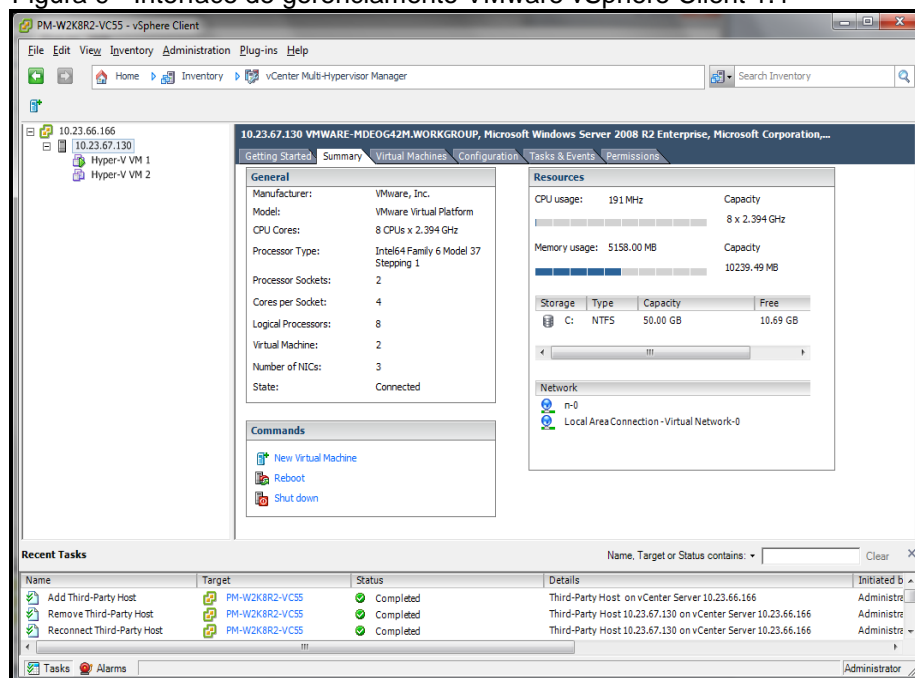 PM-W2K8R2-VC55 - vSphere Client
File Edit View Inventory Administration Plug-ins Help
Home Inventory vCenter Multi-Hypervisor Manager Search Inventory
10.23.66.166
10.23.67.130
Hyper-V VM 1
Hyper-V VM 2
10.23.67.130 VMWARE-MDEOG42M.WORKGROUP, Microsoft Windows Server 2008 R2 Enterprise, Microsoft Corporation,...
Getting Started Summary Virtual Machines Configuration Tasks & Events Permissions
General
Manufacturer: VMware, Inc.
Model: VMware Virtual Platform
CPU Cores: 8 CPUs x 2.394 GHz
Processor Type: Intel64 Family 6 Model 37
Stepping 1
Processor Sockets: 2
Cores per Socket: 4
Logical Processors: 8
Virtual Machine: 2
Number of NICs: 3
State: Connected
Commands
New Virtual Machine
Reboot
Shut down
Resources
CPU usage: 191 MHz Capacity
8 x 2.394 GHz
Memory usage: 5158.00 MB Capacity
10239.49 MB
Storage Type Capacity Free
C: NTFS 50.00 GB 10.69 GB
Network
n-0
Local Area Connection - Virtual Network-0
Recent Tasks Name, Target or Status contains: Clear
Name Target Status Details Initiated b
Add Third-Party Host PM-W2K8R2-VC55 Completed Third-Party Host on vCenter Server 10.23.66.166 Administra
Remove Third-Party Host PM-W2K8R2-VC55 Completed Third-Party Host 10.23.67.130 on vCenter Server 10.23.66.166 Administra
Reconnect Third-Party Host PM-W2K8R2-VC55 Completed Third-Party Host 10.23.67.130 on vCenter Server 10.23.66.166 Administra
Tasks Alarms Administrator